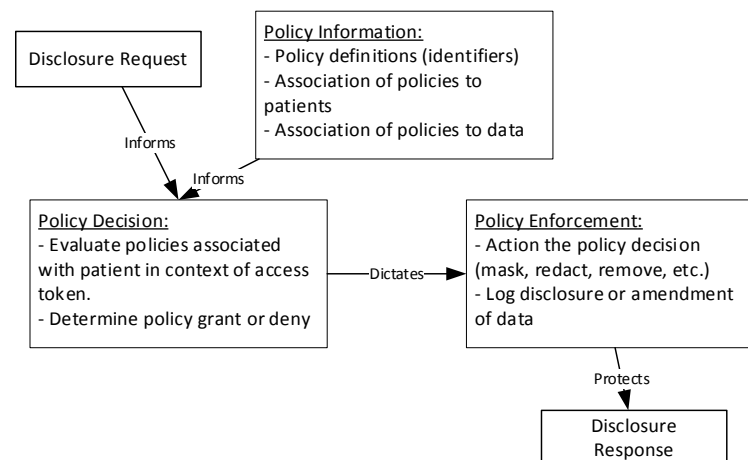 Disclosure Request
Policy Information:
- Policy definitions (identifiers)
- Association of policies to
patients
- Association of policies to data
Informs
Informs
Policy Decision:
- Evaluate policies associated
with patient in context of access
token.
- Determine policy grant or deny
Dictates
Policy Enforcement:
- Action the policy decision
(mask, redact, remove, etc.)
- Log disclosure or amendment
of data
Protects
Disclosure
Response